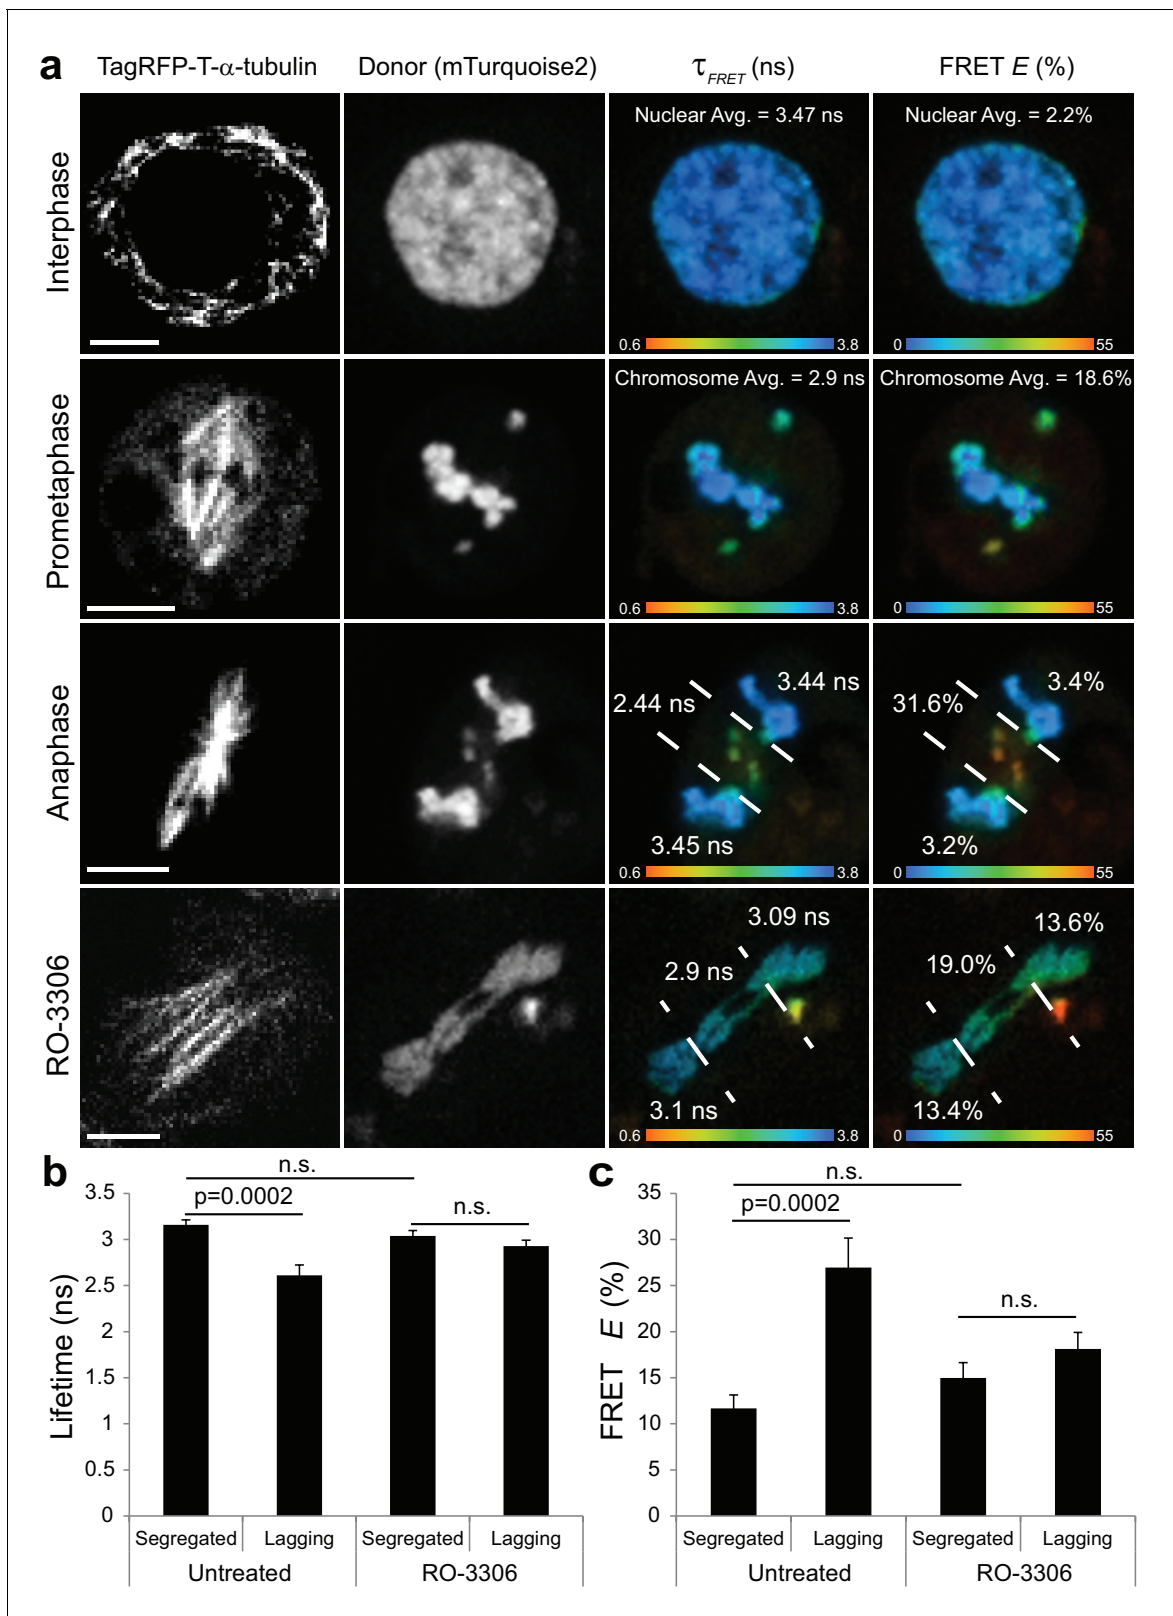 a
TagRFP-T-α-tubulin
Donor (mTurquoise2)
τFRET (ns)
FRET E (%)
Interphase
Nuclear Avg. = 3.47 ns
0.6
3.8
Nuclear Avg. = 2.2%
0
55
Prometaphase
Chromosome Avg. = 2.9 ns
0.6
3.8
Chromosome Avg. = 18.6%
0
55
Anaphase
3.44 ns
2.44 ns
3.45 ns
0.6
3.8
3.4%
31.6%
3.2%
0
55
RO-3306
3.09 ns
2.9 ns
3.1 ns
0.6
3.8
13.6%
19.0%
13.4%
0
55
b
n.s.
p=0.0002
n.s.
Lifetime (ns)
3.5
3
2.5
2
1.5
1
0.5
0
Segregated
Lagging
Segregated
Lagging
Untreated
RO-3306
c
n.s.
p=0.0002
n.s.
FRET E (%)
35
30
25
20
15
10
5
0
Segregated
Lagging
Segregated
Lagging
Untreated
RO-3306